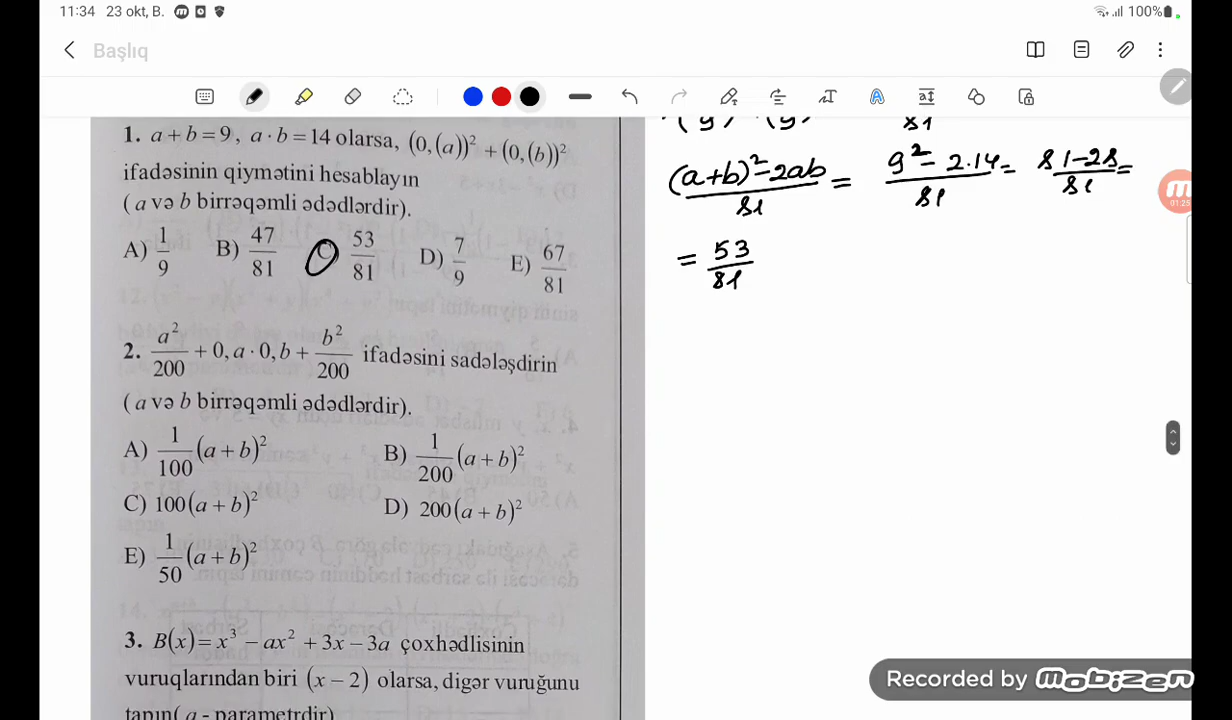 11:34 23 okt, B. 100%
Başlıq
1. a + b = 9, a · b = 14 olarsa, (0,(a))² + (0,(b))²
ifadəsinin qiymətini hesablayın
( a və b birrəqəmli ədədlərdir).
A) 1/9 B) 47/81 C) 53/81 D) 7/9 E) 67/81
2. a²/200 + 0,a · 0,b + b²/200 ifadəsini sadələşdirin
( a və b birrəqəmli ədədlərdir).
A) 1/100 (a + b)² B) 1/200 (a + b)²
C) 100(a + b)² D) 200(a + b)²
E) 1/50 (a + b)²
3. B(x) = x³ − ax² + 3x − 3a çoxhədlisinin
vuruqlarından biri (x − 2) olarsa, digər vuruğunu
tapın( a - parametrdir)
((a+b)² − 2ab)/81 = (9² − 2·14)/81 = (81−28)/81 =
= 53/81
01:25
Recorded by mobizen